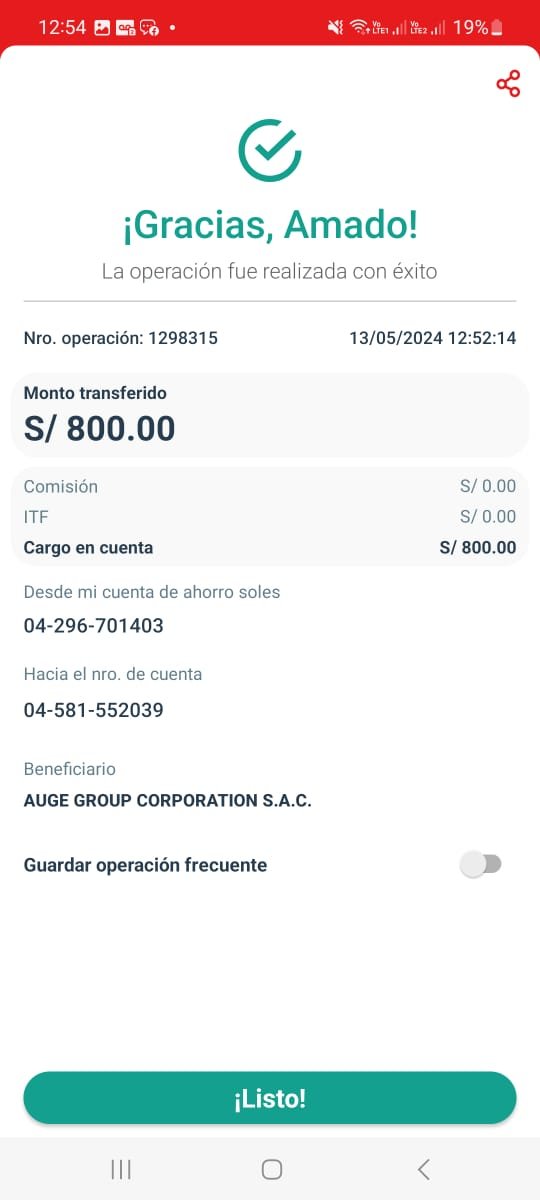 12:54
Vo LTE1 Vo LTE2 19%
¡Gracias, Amado!
La operación fue realizada con éxito
Nro. operación: 1298315 13/05/2024 12:52:14
Monto transferido
S/ 800.00
Comisión S/ 0.00
ITF S/ 0.00
Cargo en cuenta S/ 800.00
Desde mi cuenta de ahorro soles
04-296-701403
Hacia el nro. de cuenta
04-581-552039
Beneficiario
AUGE GROUP CORPORATION S.A.C.
Guardar operación frecuente
¡Listo!